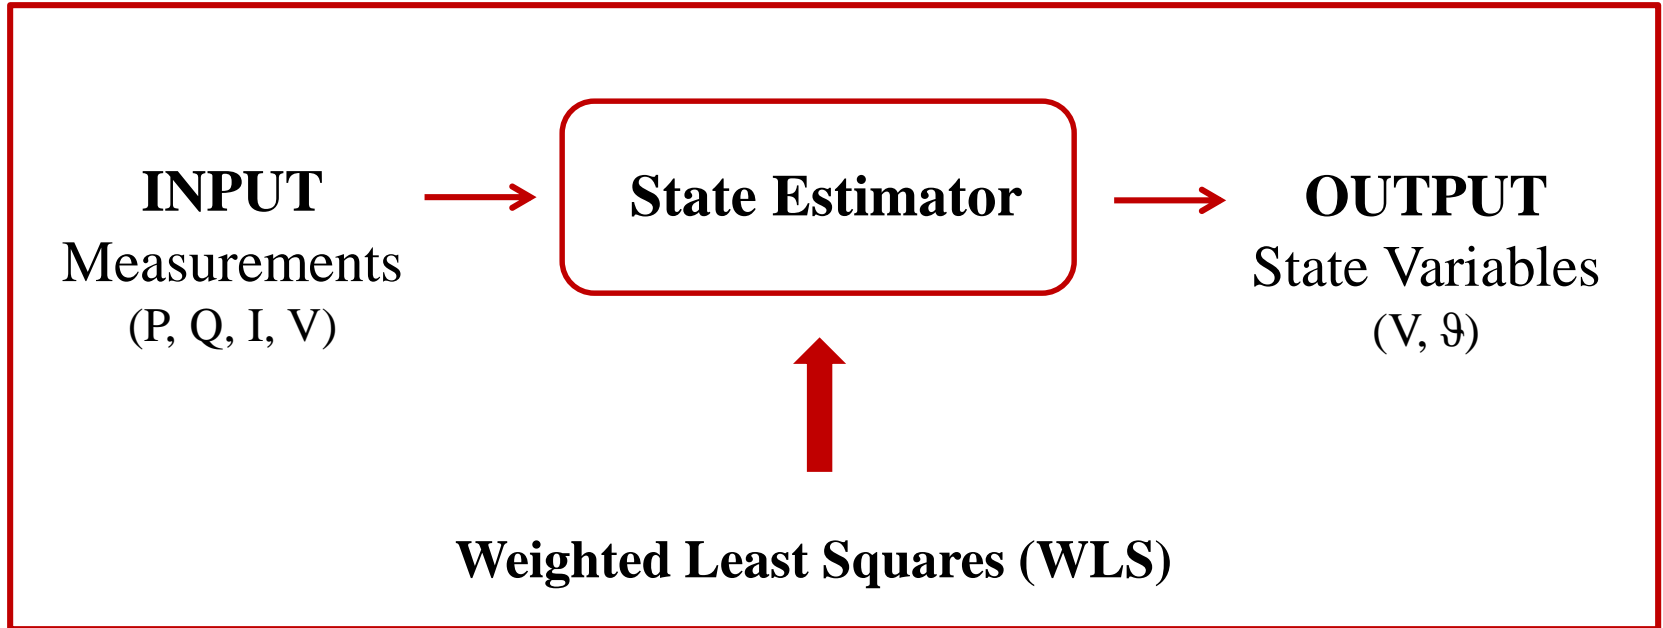 INPUT
Measurements
(P, Q, I, V)
State Estimator
OUTPUT
State Variables
(V, ϑ)
Weighted Least Squares (WLS)